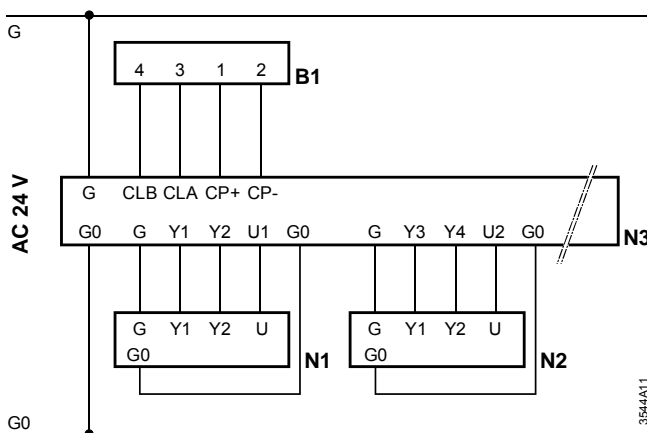 G
4 3 1 2
B1
AC 24 V
G CLB CLA CP+ CP-
G0 G Y1 Y2 U1 G0 G Y3 Y4 U2 G0
N3
G Y1 Y2 U
G0
N1
G Y1 Y2 U
G0
N2
G0
3544A11